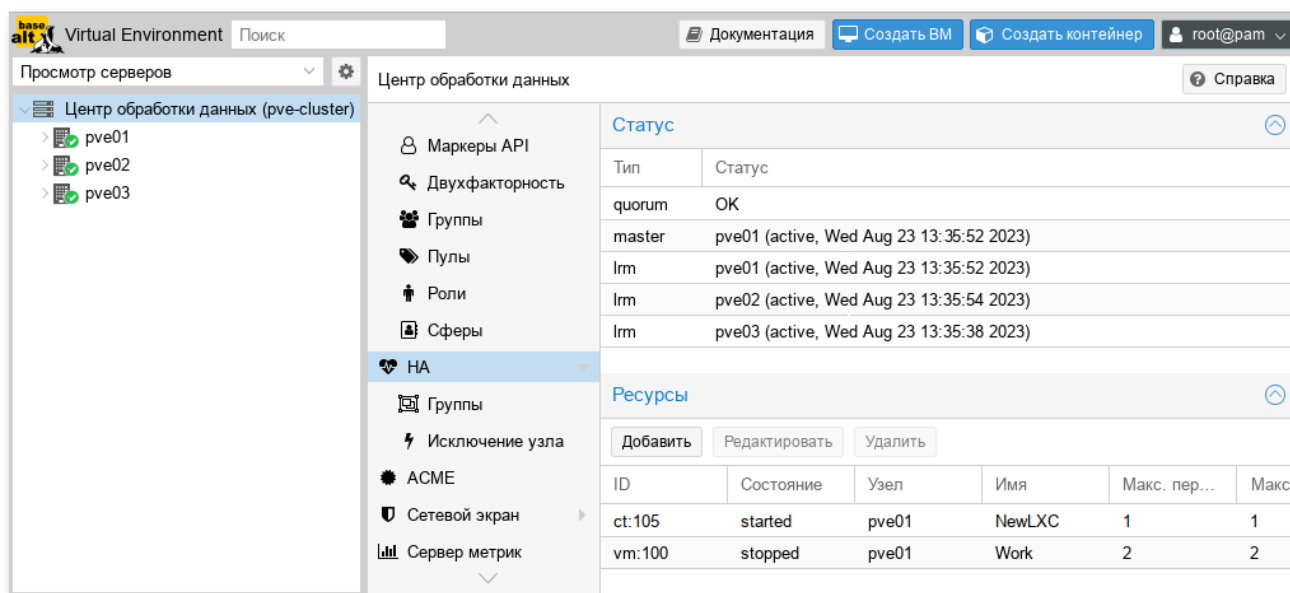 base alt Virtual Environment Поиск Документация Создать ВМ Создать контейнер root@pam
Просмотр серверов
Центр обработки данных (pve-cluster)
pve01
pve02
pve03
Центр обработки данных Справка
Маркеры API
Двухфакторность
Группы
Пулы
Роли
Сферы
HA
Группы
Исключение узла
ACME
Сетевой экран
Сервер метрик
Статус
Тип Статус
quorum OK
master pve01 (active, Wed Aug 23 13:35:52 2023)
lrm pve01 (active, Wed Aug 23 13:35:52 2023)
lrm pve02 (active, Wed Aug 23 13:35:54 2023)
lrm pve03 (active, Wed Aug 23 13:35:38 2023)
Ресурсы
Добавить Редактировать Удалить
ID Состояние Узел Имя Макс. пер... Макс
ct:105 started pve01 NewLXC 1 1
vm:100 stopped pve01 Work 2 2